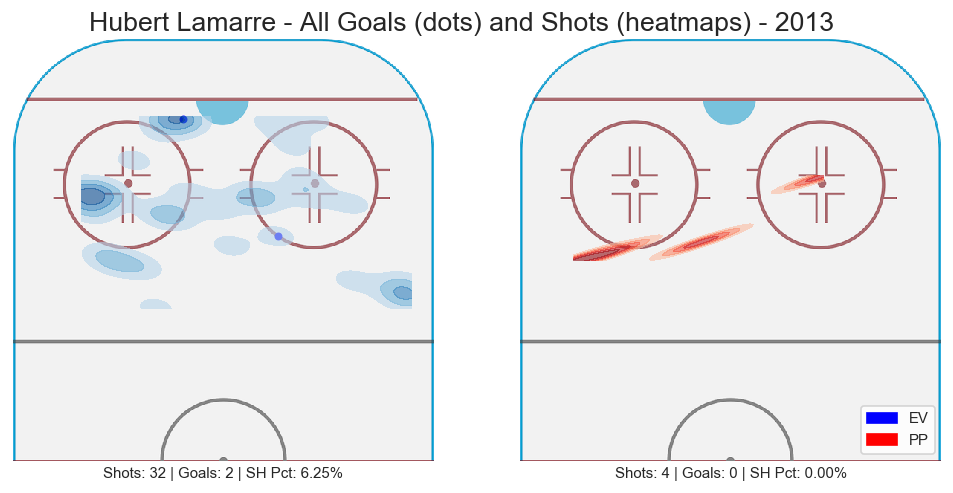 Hubert Lamarre - All Goals (dots) and Shots (heatmaps) - 2013
EV
PP
Shots: 32 | Goals: 2 | SH Pct: 6.25%
Shots: 4 | Goals: 0 | SH Pct: 0.00%